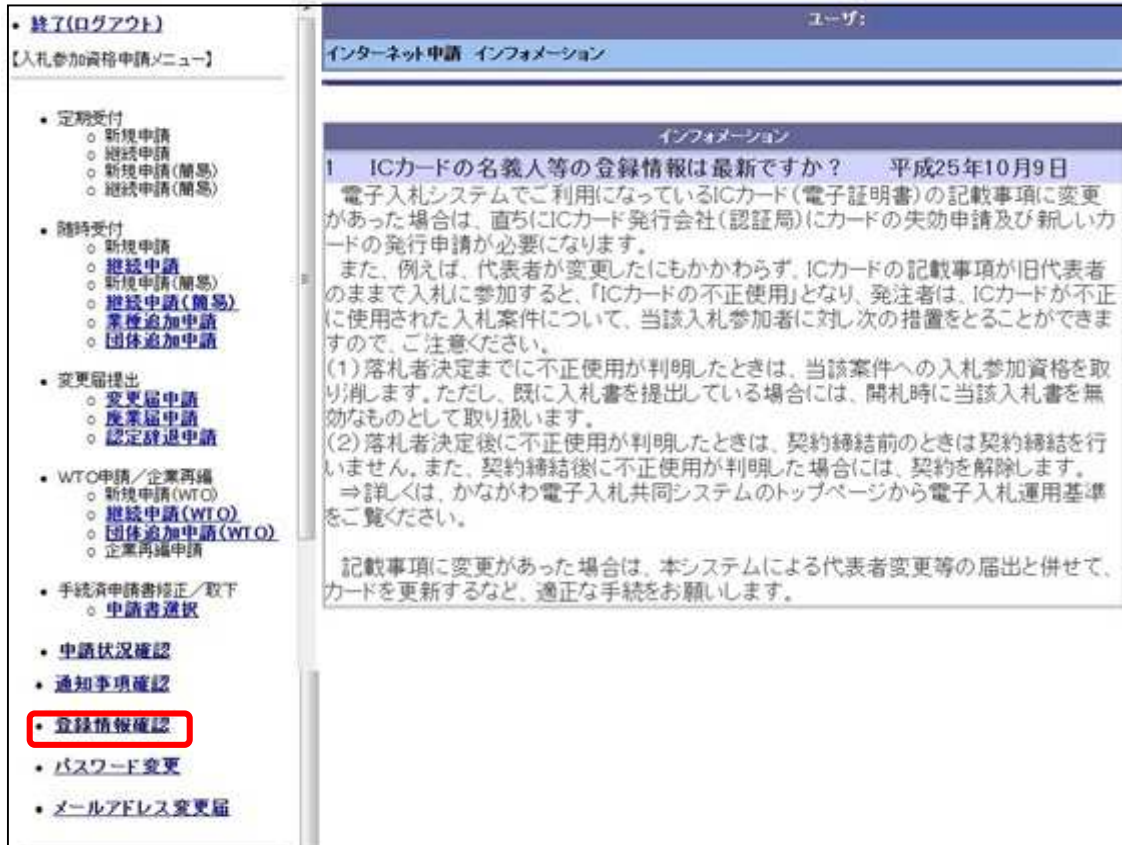 終了(ログアウト)
【入札参加資格申請メニュー】
定期受付
新規申請
継続申請
新規申請(簡易)
継続申請(簡易)
随時受付
新規申請
継続申請
新規申請(簡易)
継続申請(簡易)
業種追加申請
団体追加申請
変更届提出
変更届申請
廃業届申請
認定辞退申請
WTO申請／企業再編
新規申請(WTO)
継続申請(WTO)
団体追加申請(WTO)
企業再編申請
手続済申請書修正／取下
申請書選択
申請状況確認
通知事項確認
登録情報確認
パスワード変更
メールアドレス変更届
ユーザ:
インターネット申請 インフォメーション
インフォメーション
1 ICカードの名義人等の登録情報は最新ですか？ 平成25年10月9日
電子入札システムでご利用になっているICカード(電子証明書)の記載事項に変更
があった場合は、直ちにICカード発行会社(認証局)にカードの失効申請及び新しいカ
ードの発行申請が必要になります。
また、例えば、代表者が変更したにもかかわらず、ICカードの記載事項が旧代表者
のままで入札に参加すると、「ICカードの不正使用」となり、発注者は、ICカードが不正
に使用された入札案件について、当該入札参加者に対し次の措置をとることができま
すので、ご注意ください。
(1)落札者決定までに不正使用が判明したときは、当該案件への入札参加資格を取
り消します。ただし、既に入札書を提出している場合には、開札時に当該入札書を無
効なものとして取り扱います。
(2)落札者決定後に不正使用が判明したときは、契約締結前のときは契約締結を行
いません。また、契約締結後に不正使用が判明した場合には、契約を解除します。
⇒詳しくは、かながわ電子入札共同システムのトップページから電子入札運用基準
をご覧ください。
記載事項に変更があった場合は、本システムによる代表者変更等の届出と併せて、
カードを更新するなど、適正な手続をお願いします。